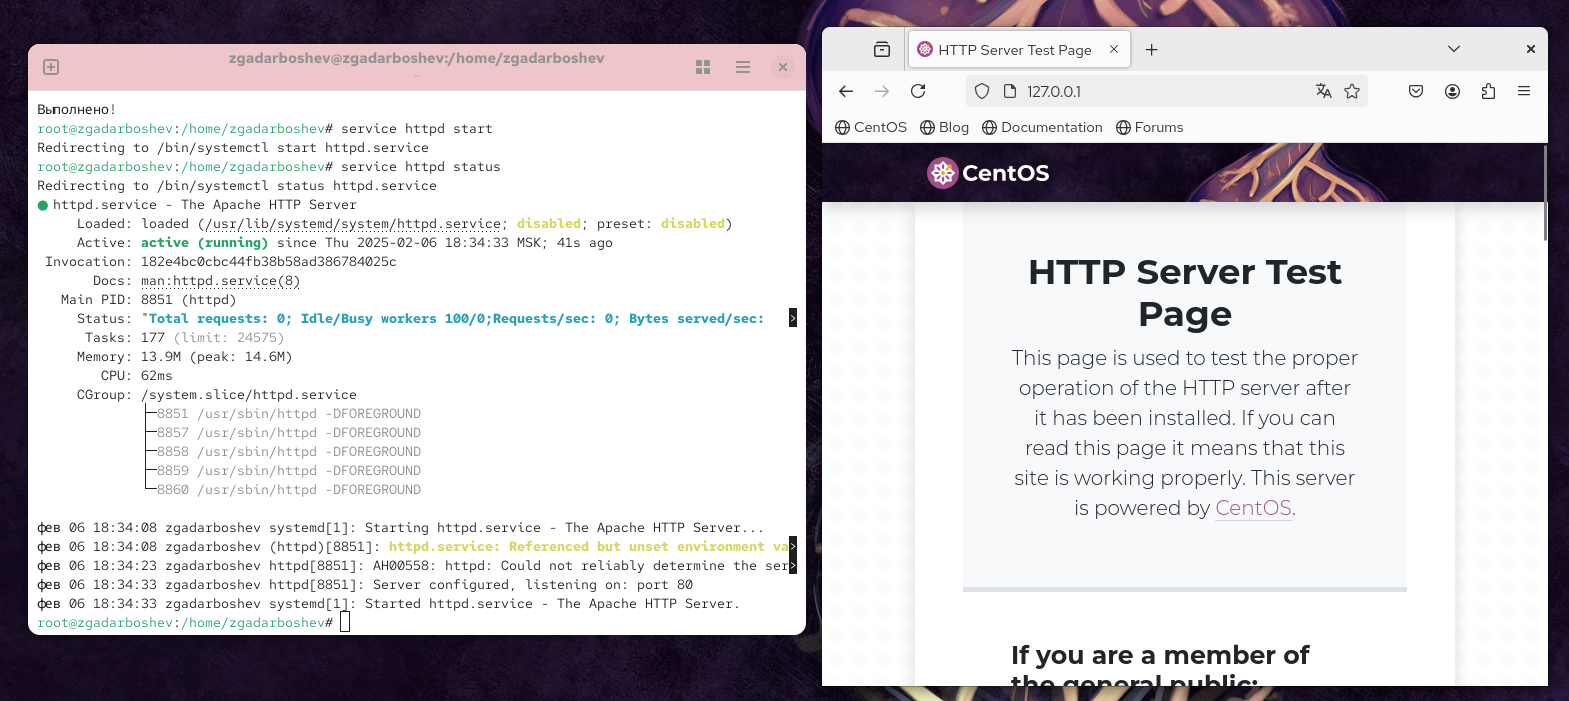 zgadarboshev@zgadarboshev:/home/zgadarboshev
Выполнено!
root@zgadarboshev:/home/zgadarboshev# service httpd start
Redirecting to /bin/systemctl start httpd.service
root@zgadarboshev:/home/zgadarboshev# service httpd status
Redirecting to /bin/systemctl status httpd.service
● httpd.service - The Apache HTTP Server
Loaded: loaded (/usr/lib/systemd/system/httpd.service; disabled; preset: disabled)
Active: active (running) since Thu 2025-02-06 18:34:33 MSK; 41s ago
Invocation: 182e4bc0cbc44fb38b58ad386784025c
Docs: man:httpd.service(8)
Main PID: 8851 (httpd)
Status: "Total requests: 0; Idle/Busy workers 100/0;Requests/sec: 0; Bytes served/sec: >
Tasks: 177 (limit: 24575)
Memory: 13.9M (peak: 14.6M)
CPU: 62ms
CGroup: /system.slice/httpd.service
├─8851 /usr/sbin/httpd -DFOREGROUND
├─8857 /usr/sbin/httpd -DFOREGROUND
├─8858 /usr/sbin/httpd -DFOREGROUND
├─8859 /usr/sbin/httpd -DFOREGROUND
└─8860 /usr/sbin/httpd -DFOREGROUND
фев 06 18:34:08 zgadarboshev systemd[1]: Starting httpd.service - The Apache HTTP Server...
фев 06 18:34:08 zgadarboshev (httpd)[8851]: httpd.service: Referenced but unset environment va>
фев 06 18:34:23 zgadarboshev httpd[8851]: AH00558: httpd: Could not reliably determine the ser>
фев 06 18:34:33 zgadarboshev httpd[8851]: Server configured, listening on: port 80
фев 06 18:34:33 zgadarboshev systemd[1]: Started httpd.service - The Apache HTTP Server.
root@zgadarboshev:/home/zgadarboshev#
HTTP Server Test Page
127.0.0.1
CentOS Blog Documentation Forums
CentOS
HTTP Server Test
Page
This page is used to test the proper
operation of the HTTP server after
it has been installed. If you can
read this page it means that this
site is working properly. This server
is powered by CentOS.
If you are a member of
the general public: